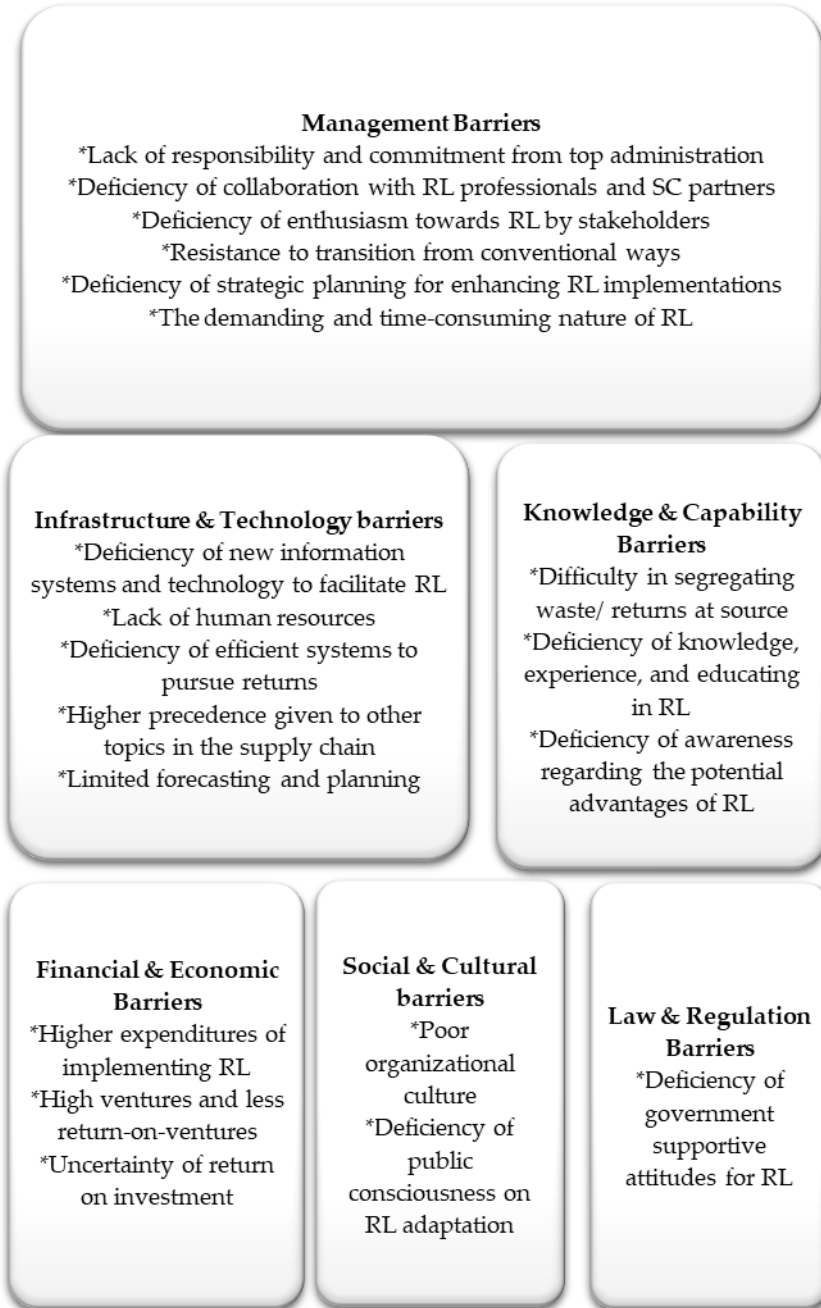 Management Barriers
*Lack of responsibility and commitment from top administration
*Deficiency of collaboration with RL professionals and SC partners
*Deficiency of enthusiasm towards RL by stakeholders
*Resistance to transition from conventional ways
*Deficiency of strategic planning for enhancing RL implementations
*The demanding and time-consuming nature of RL
Infrastructure & Technology barriers
*Deficiency of new information
systems and technology to facilitate RL
*Lack of human resources
*Deficiency of efficient systems to
pursue returns
*Higher precedence given to other
topics in the supply chain
*Limited forecasting and planning
Knowledge & Capability
Barriers
*Difficulty in segregating
waste/ returns at source
*Deficiency of knowledge,
experience, and educating
in RL
*Deficiency of awareness
regarding the potential
advantages of RL
Financial & Economic
Barriers
*Higher expenditures of
implementing RL
*High ventures and less
return-on-ventures
*Uncertainty of return
on investment
Social & Cultural
barriers
*Poor
organizational
culture
*Deficiency of
public
consciousness on
RL adaptation
Law & Regulation
Barriers
*Deficiency of
government
supportive
attitudes for RL